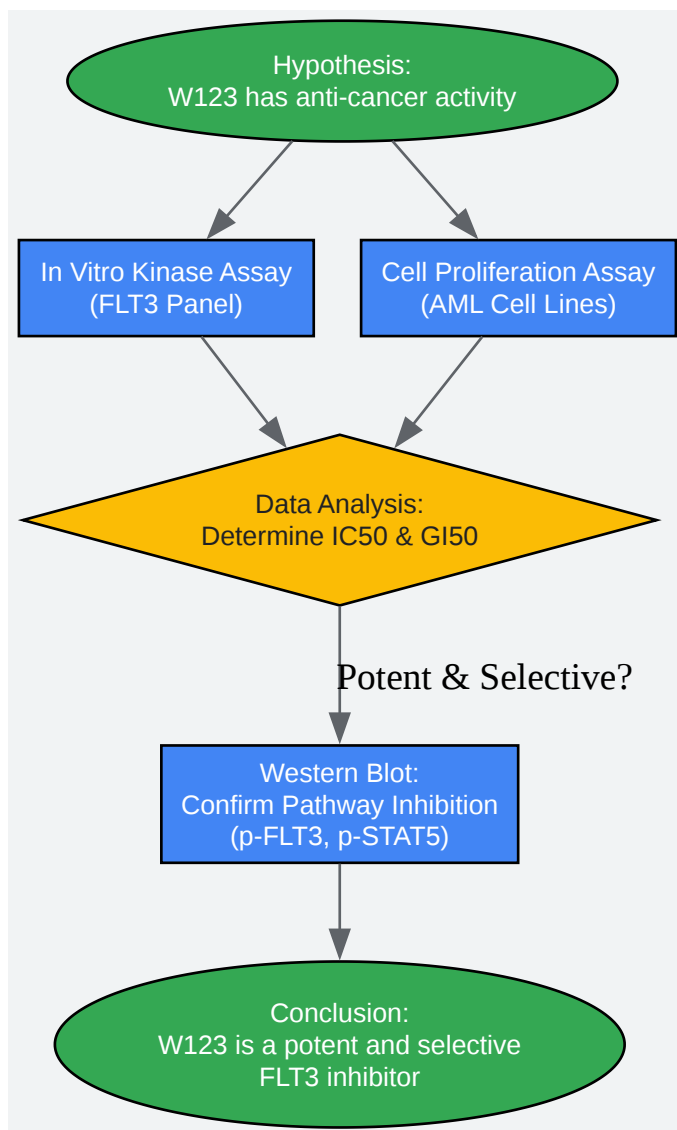 Hypothesis:
W123 has anti-cancer activity
In Vitro Kinase Assay
(FLT3 Panel)
Cell Proliferation Assay
(AML Cell Lines)
Data Analysis:
Determine IC50 & GI50
Potent & Selective?
Western Blot:
Confirm Pathway Inhibition
(p-FLT3, p-STAT5)
Conclusion:
W123 is a potent and selective
FLT3 inhibitor